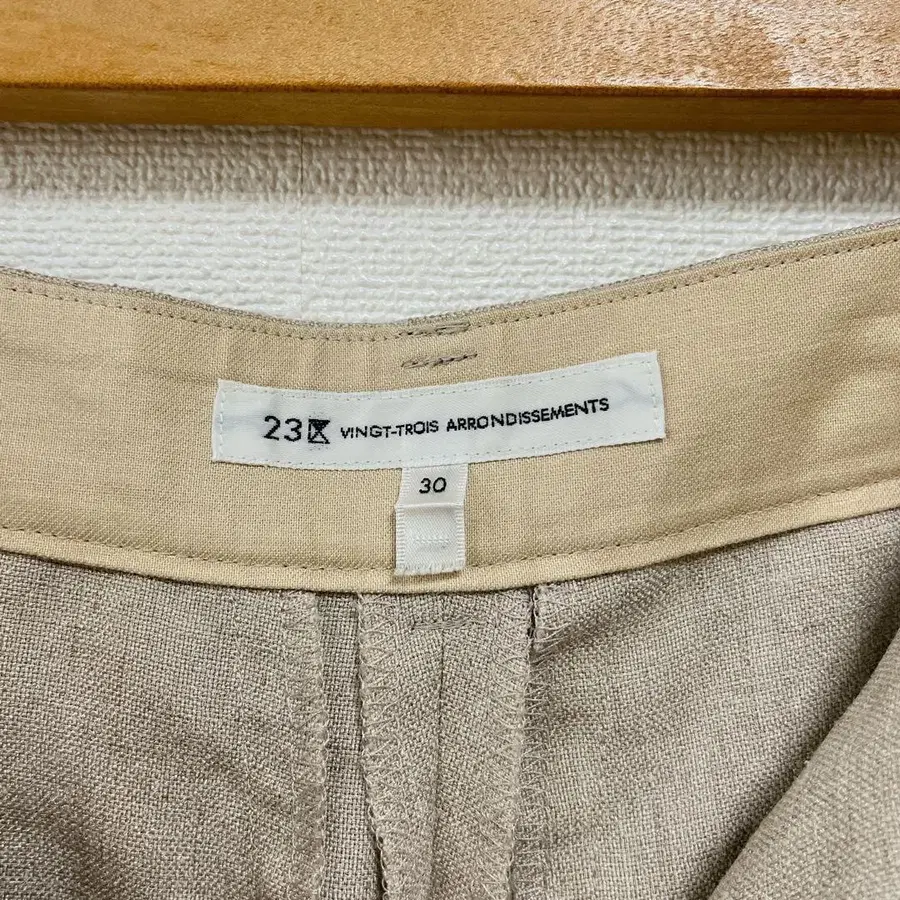 23区 VINGT-TROIS ARRONDISSEMENTS
30